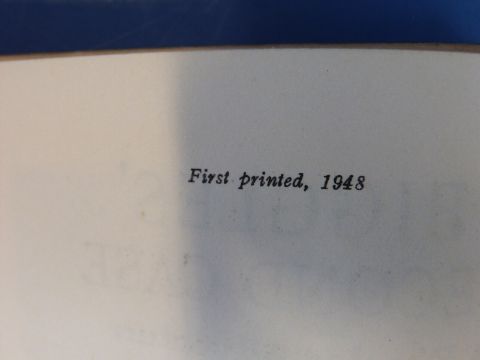 First printed, 1948